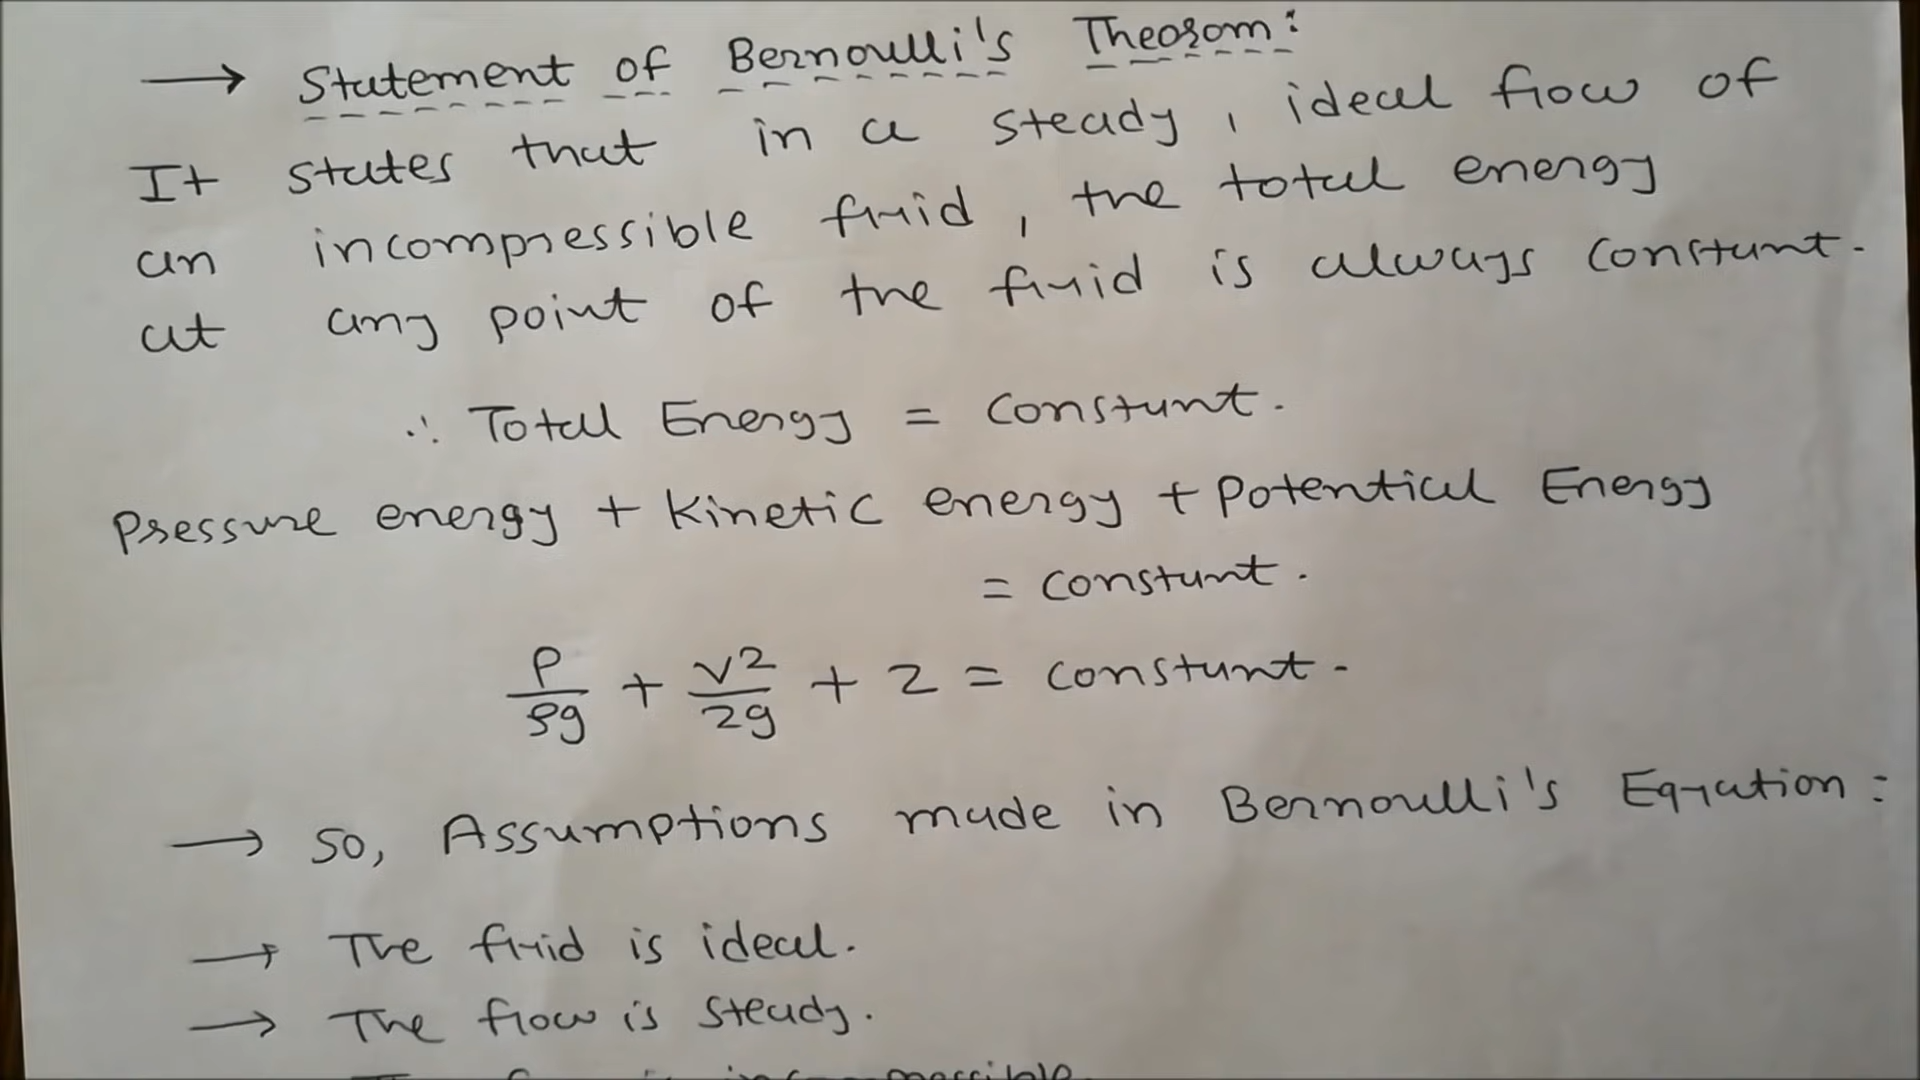 → Statement of Bernoulli's Theorom:
It states that in a steady, ideal flow of
an incompressible fluid, the total energy
at any point of the fluid is always constant.
∴ Total Energy = constant.
Pressure energy + kinetic energy + Potential Energy
= constant.
P/ρg + v²/2g + z = constant.
→ So, Assumptions made in Bernoulli's Equation:
→ The fluid is ideal.
→ The flow is steady.